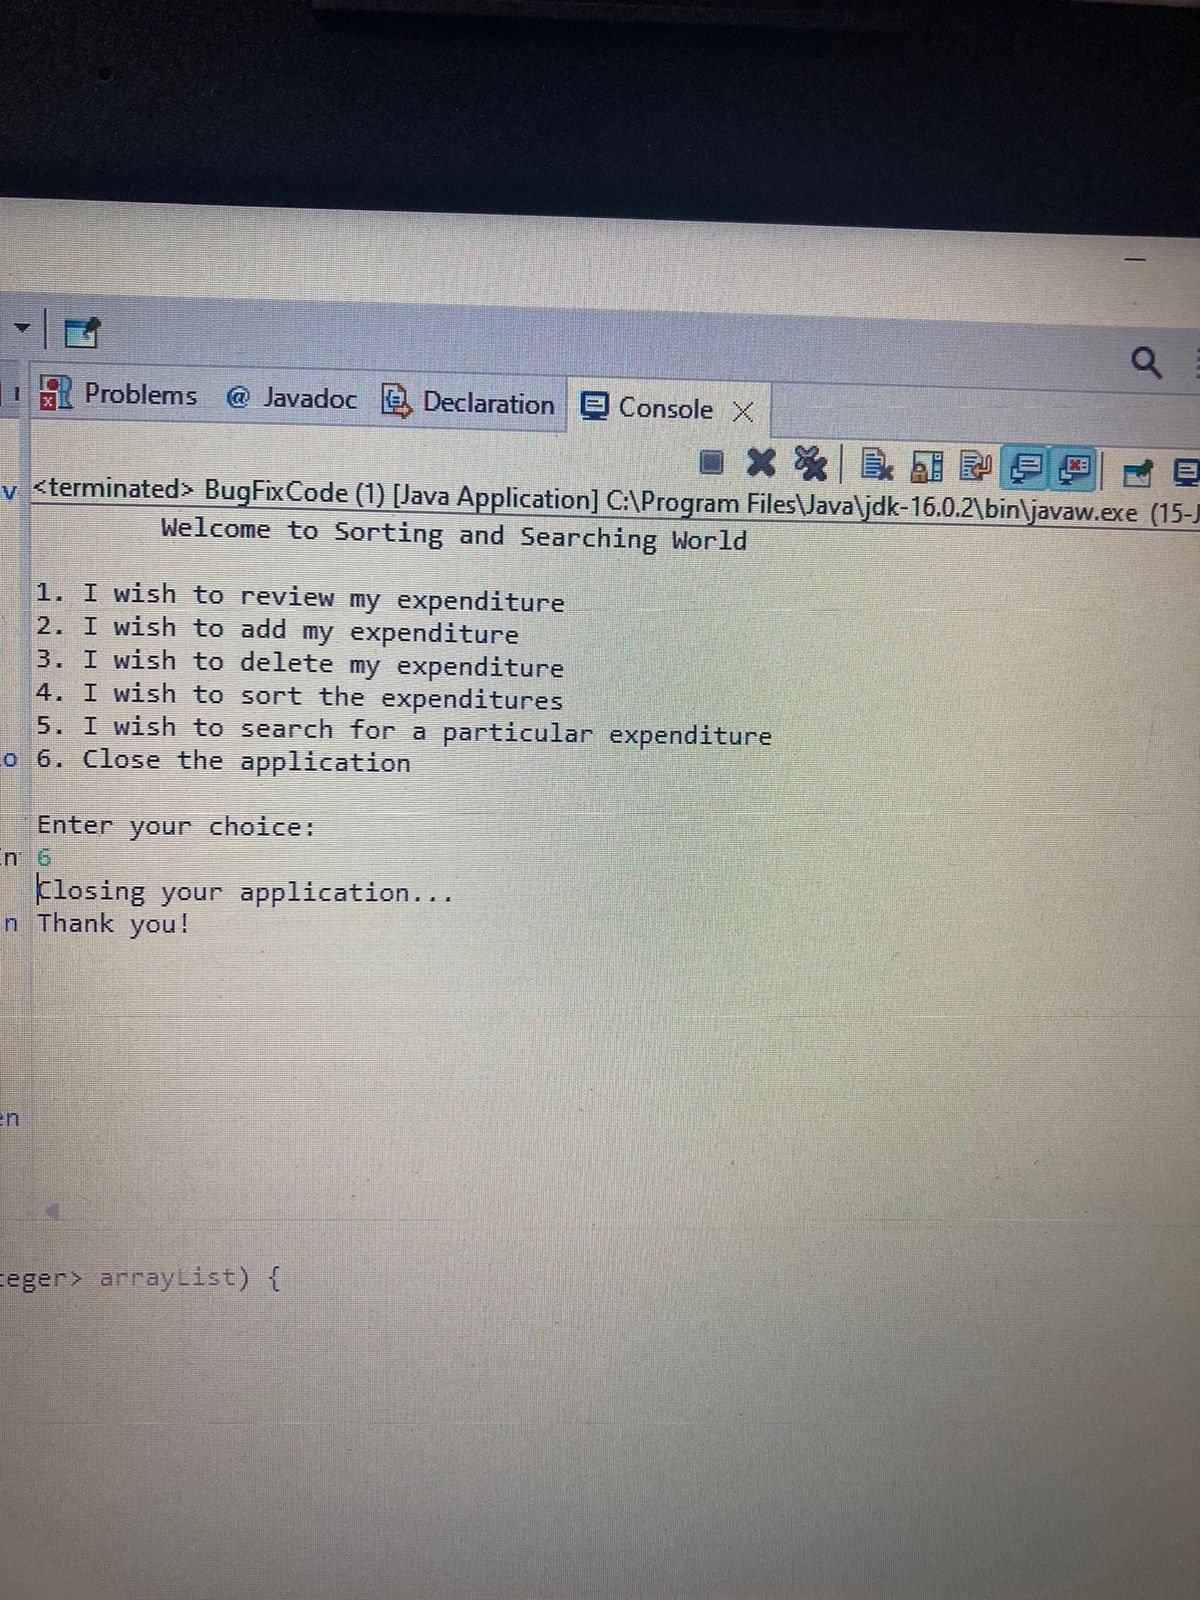 Problems @ Javadoc Declaration Console
<terminated> BugFixCode (1) [Java Application] C:\Program Files\Java\jdk-16.0.2\bin\javaw.exe (15-J
Welcome to Sorting and Searching World
1. I wish to review my expenditure
2. I wish to add my expenditure
3. I wish to delete my expenditure
4. I wish to sort the expenditures
5. I wish to search for a particular expenditure
6. Close the application
Enter your choice:
6
Closing your application...
Thank you!
teger> arrayList) {